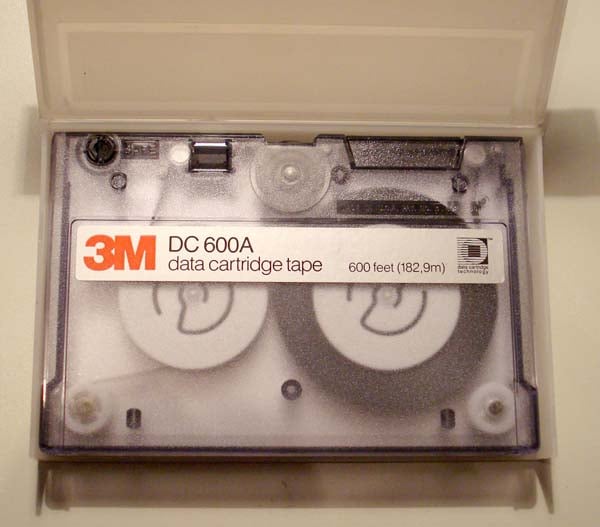 3M
DC 600A
data cartridge tape
600 feet (182,9m)
data cartridge
technology